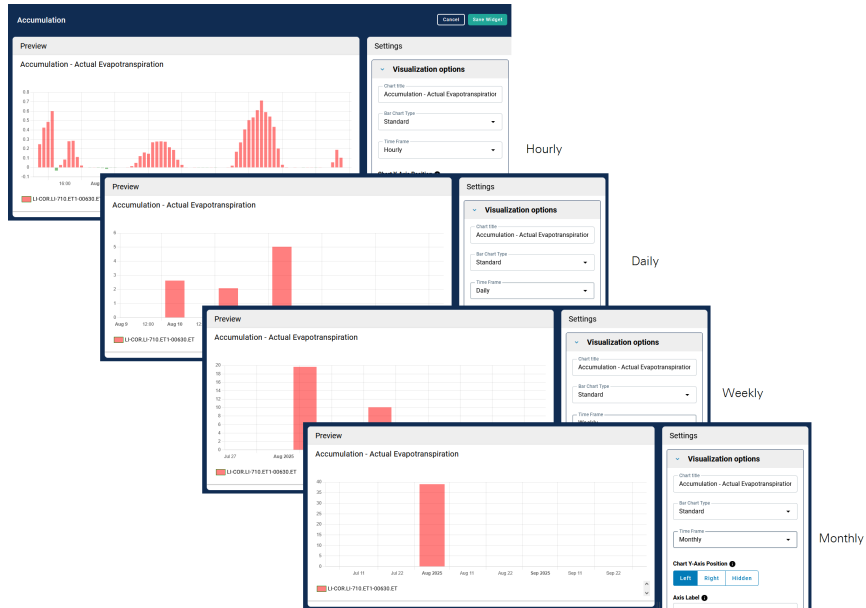 Accumulation
Cancel
Save Widget
Preview
Settings
Accumulation - Actual Evapotranspiration
Visualization options
Chart title
Accumulation - Actual Evapotranspiration
Bar Chart Type
Standard
Time Frame
Hourly
0.8
0.7
0.6
0.5
0.4
0.3
0.2
0.1
0
-0.1
16:00
Aug
LI-COR.LI-710.ET1-00630.E
Hourly
Preview
Settings
Accumulation - Actual Evapotranspiration
Visualization options
Chart title
Accumulation - Actual Evapotranspiration
Bar Chart Type
Standard
Time Frame
Daily
6
5
4
3
2
1
0
Aug 9
12:00
Aug 10
12
LI-COR.LI-710.ET1-00630.ET
Daily
Preview
Settings
Accumulation - Actual Evapotranspiration
Visualization options
Chart title
Accumulation - Actual Evapotranspiration
Bar Chart Type
Standard
Time Frame
20
18
16
14
12
10
8
6
4
2
0
Jul 27
Aug 2025
LI-COR.LI-710.ET1-00630.ET
Weekly
Preview
Settings
Accumulation - Actual Evapotranspiration
Visualization options
Chart title
Accumulation - Actual Evapotranspiration
Bar Chart Type
Standard
Time Frame
Monthly
Chart Y-Axis Position
Left
Right
Hidden
Axis Label
40
35
30
25
20
15
10
5
0
Jul 11
Jul 22
Aug 2025
Aug 11
Aug 22
Sep 2025
Sep 11
Sep 22
LI-COR.LI-710.ET1-00630.ET
Monthly